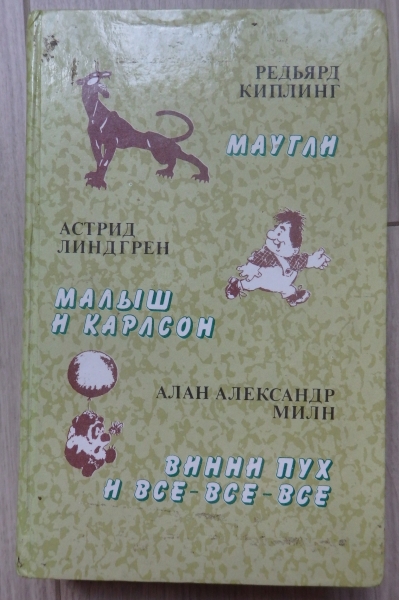 РЕДЬЯРД
КИПЛИНГ
МАУГЛИ
АСТРИД
ЛИНДГРЕН
МАЛЫШ
И КАРЛСОН
АЛАН АЛЕКСАНДР
МИЛН
ВИННИ ПУХ
И ВСЕ-ВСЕ-ВСЕ